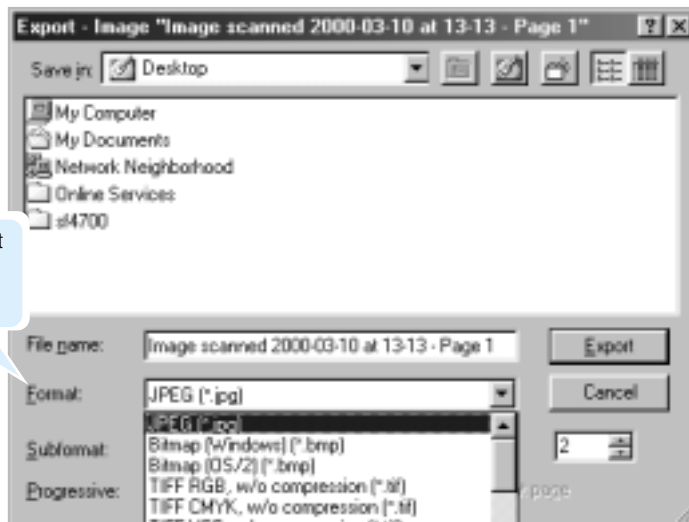 Export - Image "Image scanned 2000-03-10 at 13-13 - Page 1"
Save in: Desktop
My Computer
My Documents
Network Neighborhood
Online Services
sf4700
t
File name: Image scanned 2000-03-10 at 13-13 - Page 1 Export
Format: JPEG (*.jpg) Cancel
JPEG (*.jpg)
Bitmap (Windows) (*.bmp)
Subformat: 2
Bitmap (OS/2) (*.bmp)
TIFF RGB, w/o compression (*.tif)
Progressive: page
TIFF CMYK, w/o compression (*.tif)